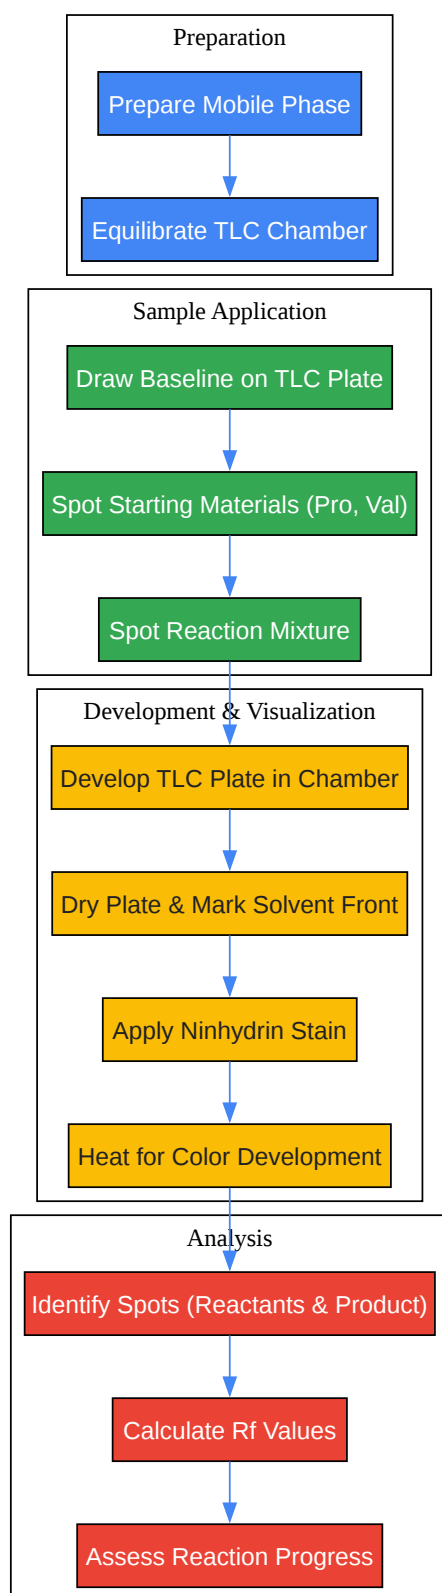 Preparation
Prepare Mobile Phase
Equilibrate TLC Chamber
Sample Application
Draw Baseline on TLC Plate
Spot Starting Materials (Pro, Val)
Spot Reaction Mixture
Development & Visualization
Develop TLC Plate in Chamber
Dry Plate & Mark Solvent Front
Apply Ninhydrin Stain
Heat for Color Development
Analysis
Identify Spots (Reactants & Product)
Calculate Rf Values
Assess Reaction Progress